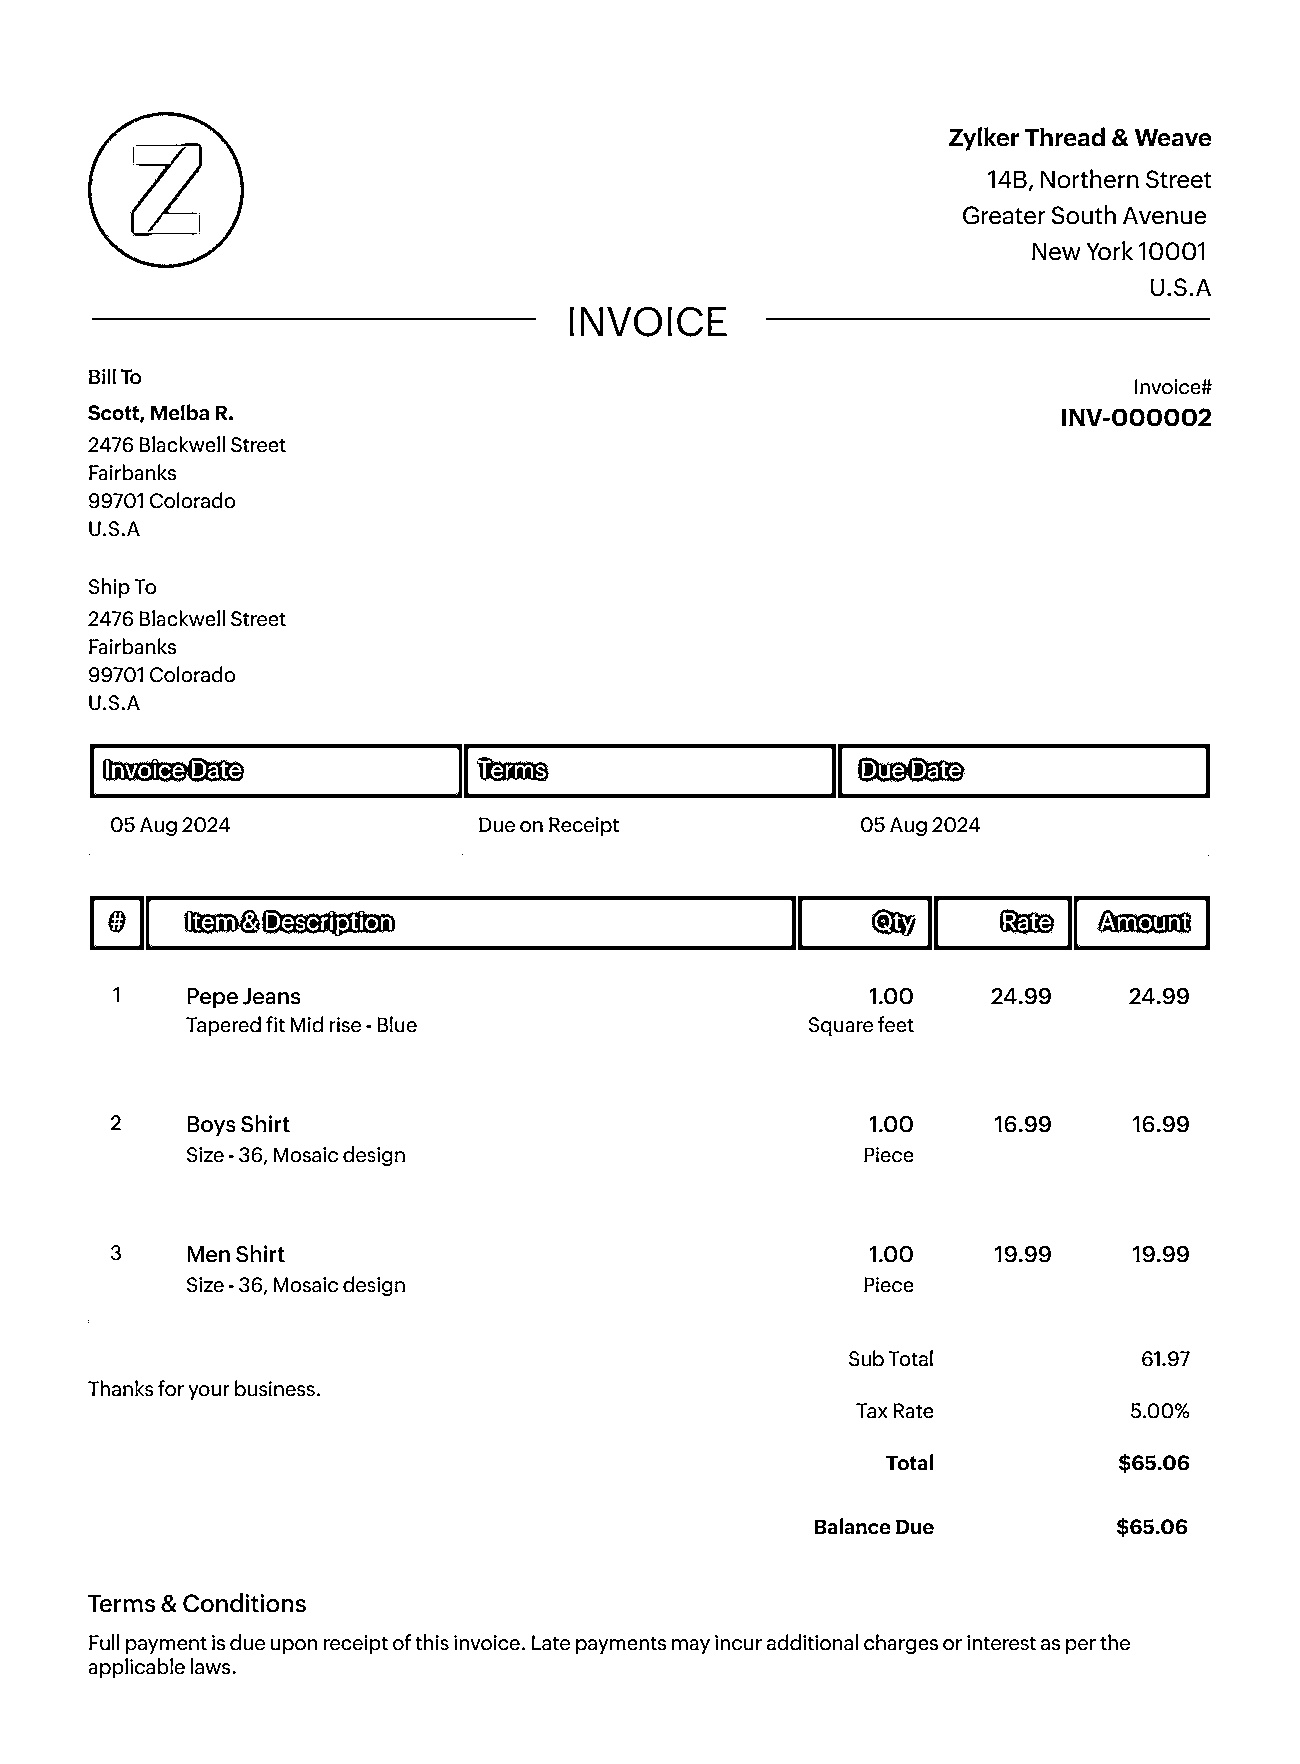 Zylker Thread & Weave
14B, Northern Street
Greater South Avenue
New York 10001
U.S.A
INVOICE
Bill To
Scott, Melba R.
2476 Blackwell Street
Fairbanks
99701 Colorado
U.S.A
Invoice#
INV-000002
Ship To
2476 Blackwell Street
Fairbanks
99701 Colorado
U.S.A
Invoice Date Terms Due Date
05 Aug 2024 Due on Receipt 05 Aug 2024
# Item & Description Qty Rate Amount
1 Pepe Jeans 1.00 24.99 24.99
Tapered fit Mid rise - Blue Square feet
2 Boys Shirt 1.00 16.99 16.99
Size - 36, Mosaic design Piece
3 Men Shirt 1.00 19.99 19.99
Size - 36, Mosaic design Piece
Sub Total 61.97
Thanks for your business.
Tax Rate 5.00%
Total $65.06
Balance Due $65.06
Terms & Conditions
Full payment is due upon receipt of this invoice. Late payments may incur additional charges or interest as per the
applicable laws.